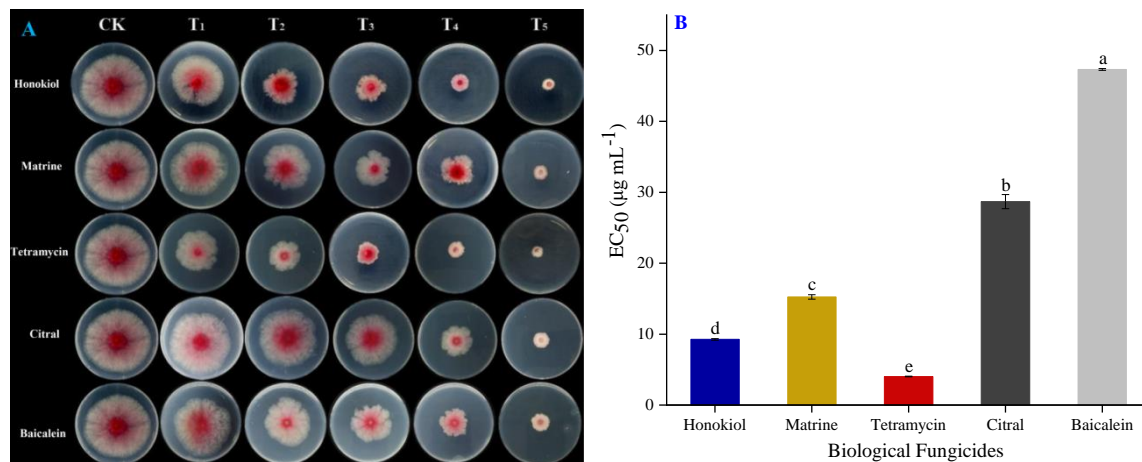 A
CK T1 T2 T3 T4 T5
Honokiol
Matrine
Tetramycin
Citral
Baicalein
B
EC50 (μg mL-1)
50
40
30
20
10
0
a
b
c
d
e
Honokiol Matrine Tetramycin Citral Baicalein
Biological Fungicides